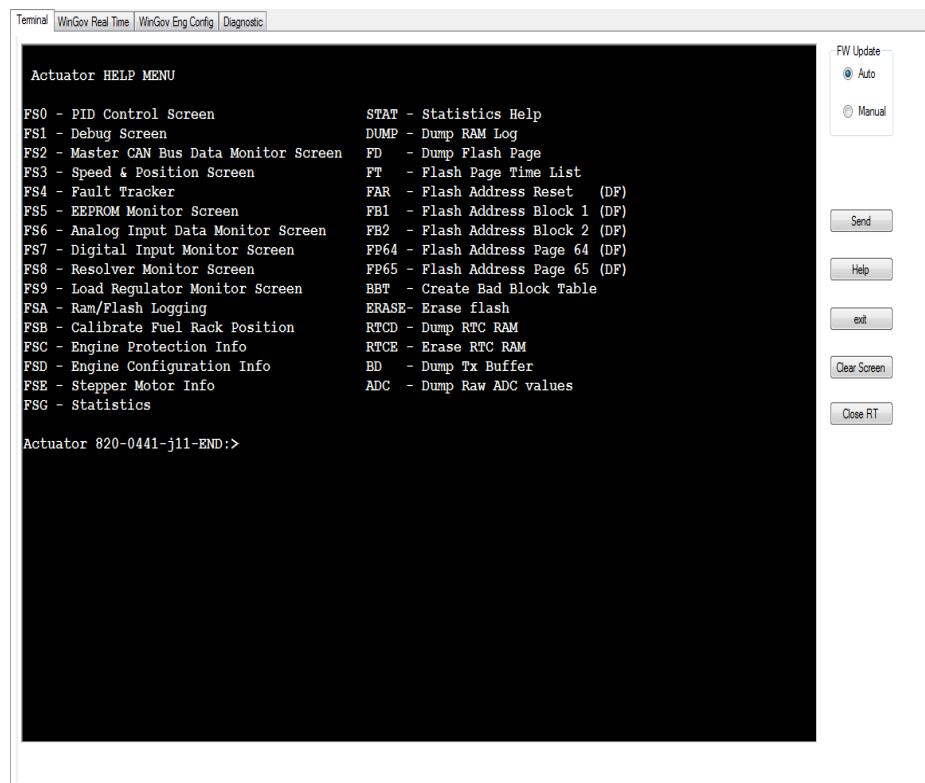 Terminal WinGov Real Time WinGov Eng Config Diagnostic
Actuator HELP MENU
FS0 - PID Control Screen STAT - Statistics Help
FS1 - Debug Screen DUMP - Dump RAM Log
FS2 - Master CAN Bus Data Monitor Screen FD - Dump Flash Page
FS3 - Speed & Position Screen FT - Flash Page Time List
FS4 - Fault Tracker FAR - Flash Address Reset (DF)
FS5 - EEPROM Monitor Screen FB1 - Flash Address Block 1 (DF)
FS6 - Analog Input Data Monitor Screen FB2 - Flash Address Block 2 (DF)
FS7 - Digital Input Monitor Screen FP64 - Flash Address Page 64 (DF)
FS8 - Resolver Monitor Screen FP65 - Flash Address Page 65 (DF)
FS9 - Load Regulator Monitor Screen BBT - Create Bad Block Table
FSA - Ram/Flash Logging ERASE- Erase flash
FSB - Calibrate Fuel Rack Position RTCD - Dump RTC RAM
FSC - Engine Protection Info RTCE - Erase RTC RAM
FSD - Engine Configuration Info BD - Dump Tx Buffer
FSE - Stepper Motor Info ADC - Dump Raw ADC values
FSG - Statistics
Actuator 820-0441-j11-END:>
FW Update
Auto
Manual
Send
Help
exit
Clear Screen
Close RT